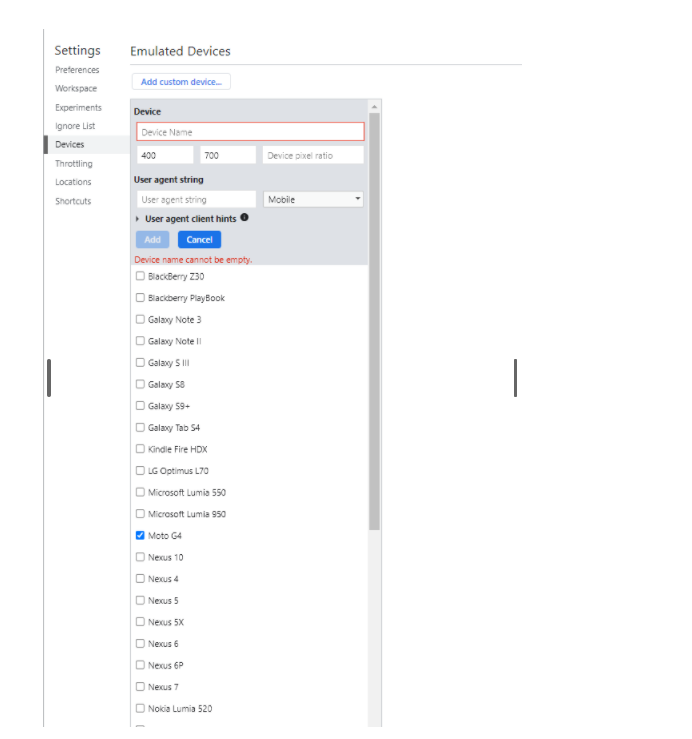 Settings
Preferences
Workspace
Experiments
Ignore List
Devices
Throttling
Locations
Shortcuts
Emulated Devices
Add custom device...
Device
Device Name
400 700 Device pixel ratio
User agent string
User agent string Mobile
User agent client hints
Add Cancel
Device name cannot be empty.
BlackBerry Z30
Blackberry PlayBook
Galaxy Note 3
Galaxy Note II
Galaxy S III
Galaxy S8
Galaxy S9+
Galaxy Tab S4
Kindle Fire HDX
LG Optimus L70
Microsoft Lumia 550
Microsoft Lumia 950
Moto G4
Nexus 10
Nexus 4
Nexus 5
Nexus 5X
Nexus 6
Nexus 6P
Nexus 7
Nokia Lumia 520